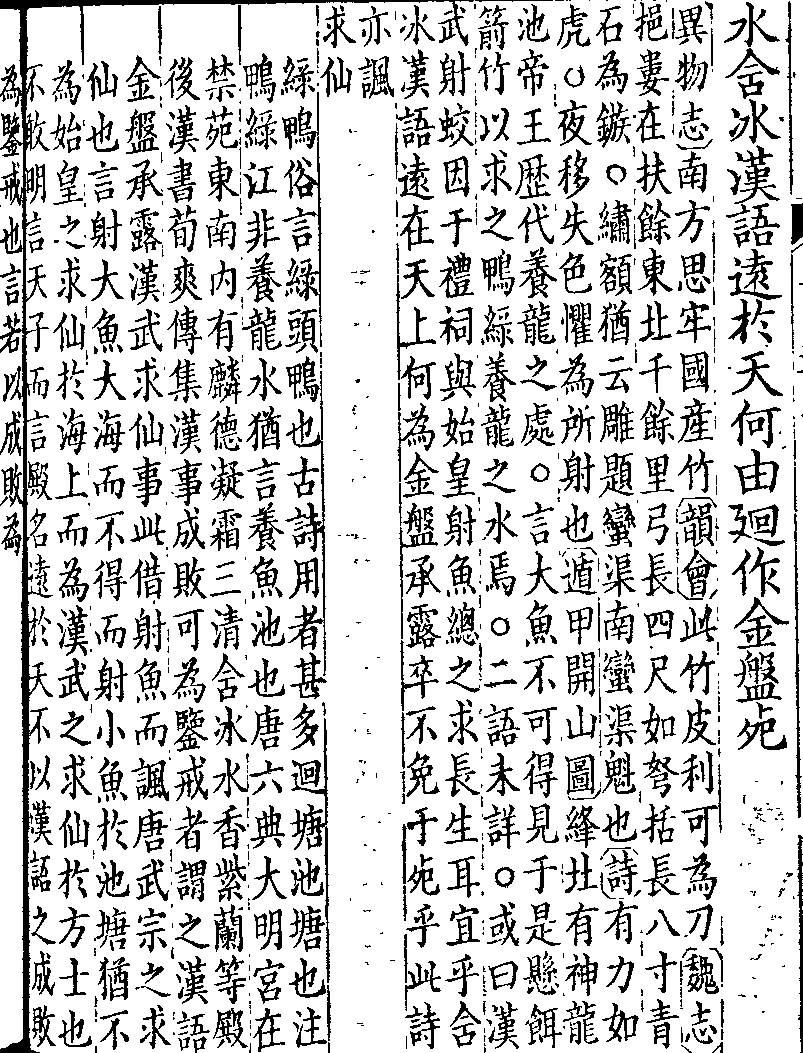 水含冰漢語遠於天何由廻作金盤死
異物志南方思牢國産竹韻會此竹皮利可為刀魏志
挹婁在扶餘東北千餘里弓長四尺如弩括長八寸青
石為鏃○繡額猶云雕題蠻渠南蠻渠魁也詩有力如
虎○夜移失色懼為所射也遁甲開山圖絳北有神龍
池帝王歴代養龍之處○言大魚不可得見于是懸餌
箭竹以求之鴨綠養龍之水焉○二語未詳○或曰漢
武射蛟因于禮祠與始皇射魚總之求長生耳宜乎含
冰漢語遠在天上何為金盤承露卒不免于死乎此詩
亦諷
求仙
綠鴨俗言綠頭鴨也古詩用者甚多迴塘池塘也注
鴨綠江非養龍水猶言養魚池也唐六典大明宮在
禁苑東南内有麟德凝霜三清含冰水香紫蘭等殿
後漢書荀爽傳集漢事成敗可為鑒戒者謂之漢語
金盤承露漢武求仙事此借射魚而諷唐武宗之求
仙也言射大魚大海而不得而射小魚於池塘猶不
為始皇之求仙於海上而為漢武之求仙於方士也
不敢明言天子而言殿名遠於天不以漢語之成敗
為鑒戒也言若以成敗為